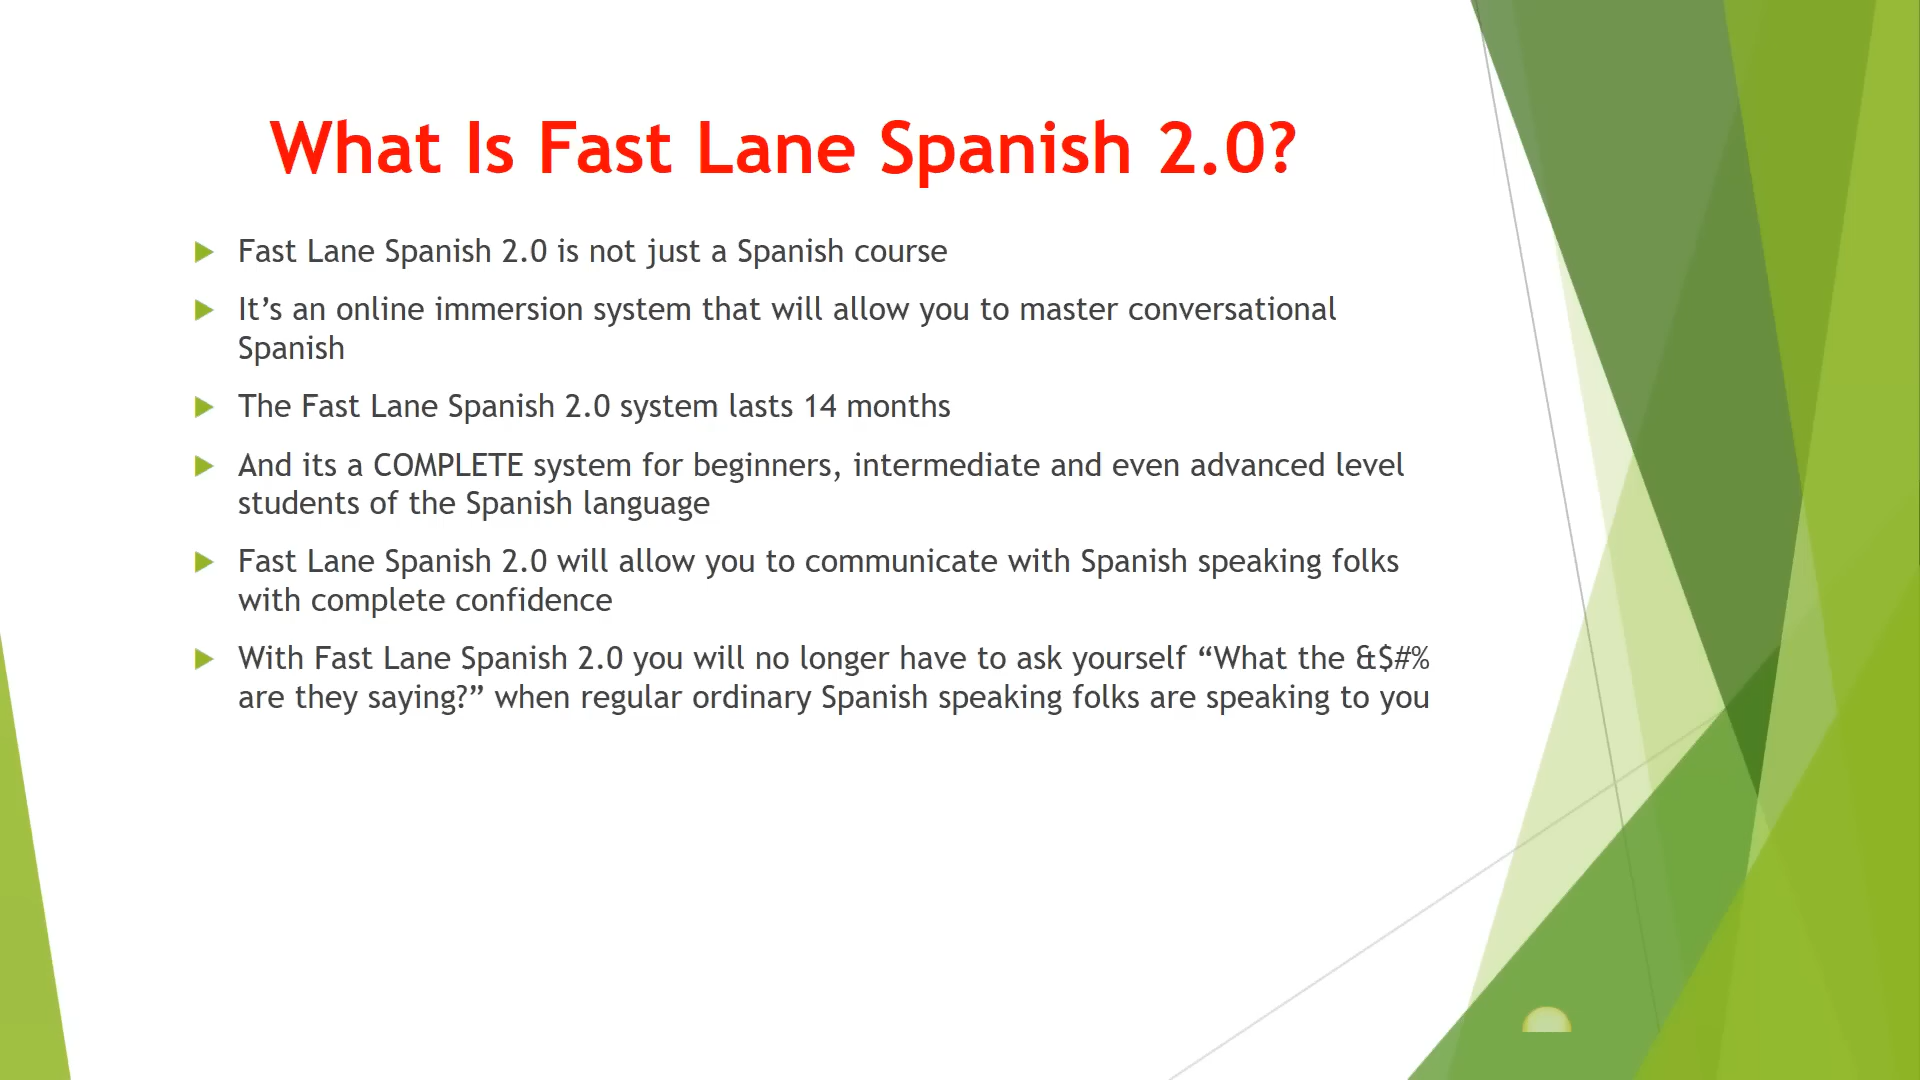 What Is Fast Lane Spanish 2.0?
Fast Lane Spanish 2.0 is not just a Spanish course
It’s an online immersion system that will allow you to master conversational
Spanish
The Fast Lane Spanish 2.0 system lasts 14 months
And its a COMPLETE system for beginners, intermediate and even advanced level
students of the Spanish language
Fast Lane Spanish 2.0 will allow you to communicate with Spanish speaking folks
with complete confidence
With Fast Lane Spanish 2.0 you will no longer have to ask yourself “What the &$#%
are they saying?” when regular ordinary Spanish speaking folks are speaking to you